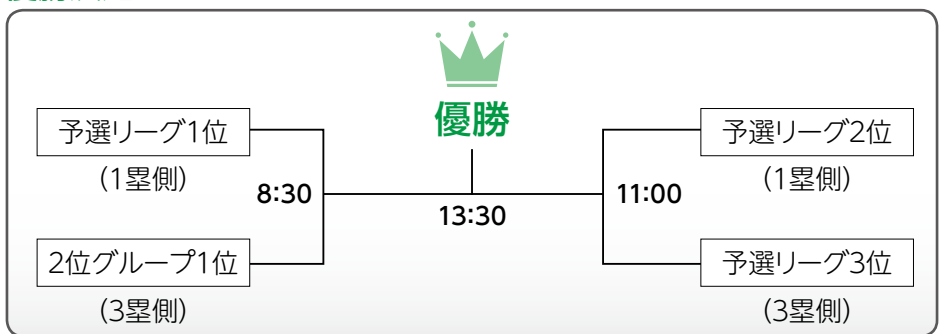 優勝
予選リーグ1位
(1塁側)
8:30
2位グループ1位
(3塁側)
13:30
予選リーグ2位
(1塁側)
11:00
予選リーグ3位
(3塁側)